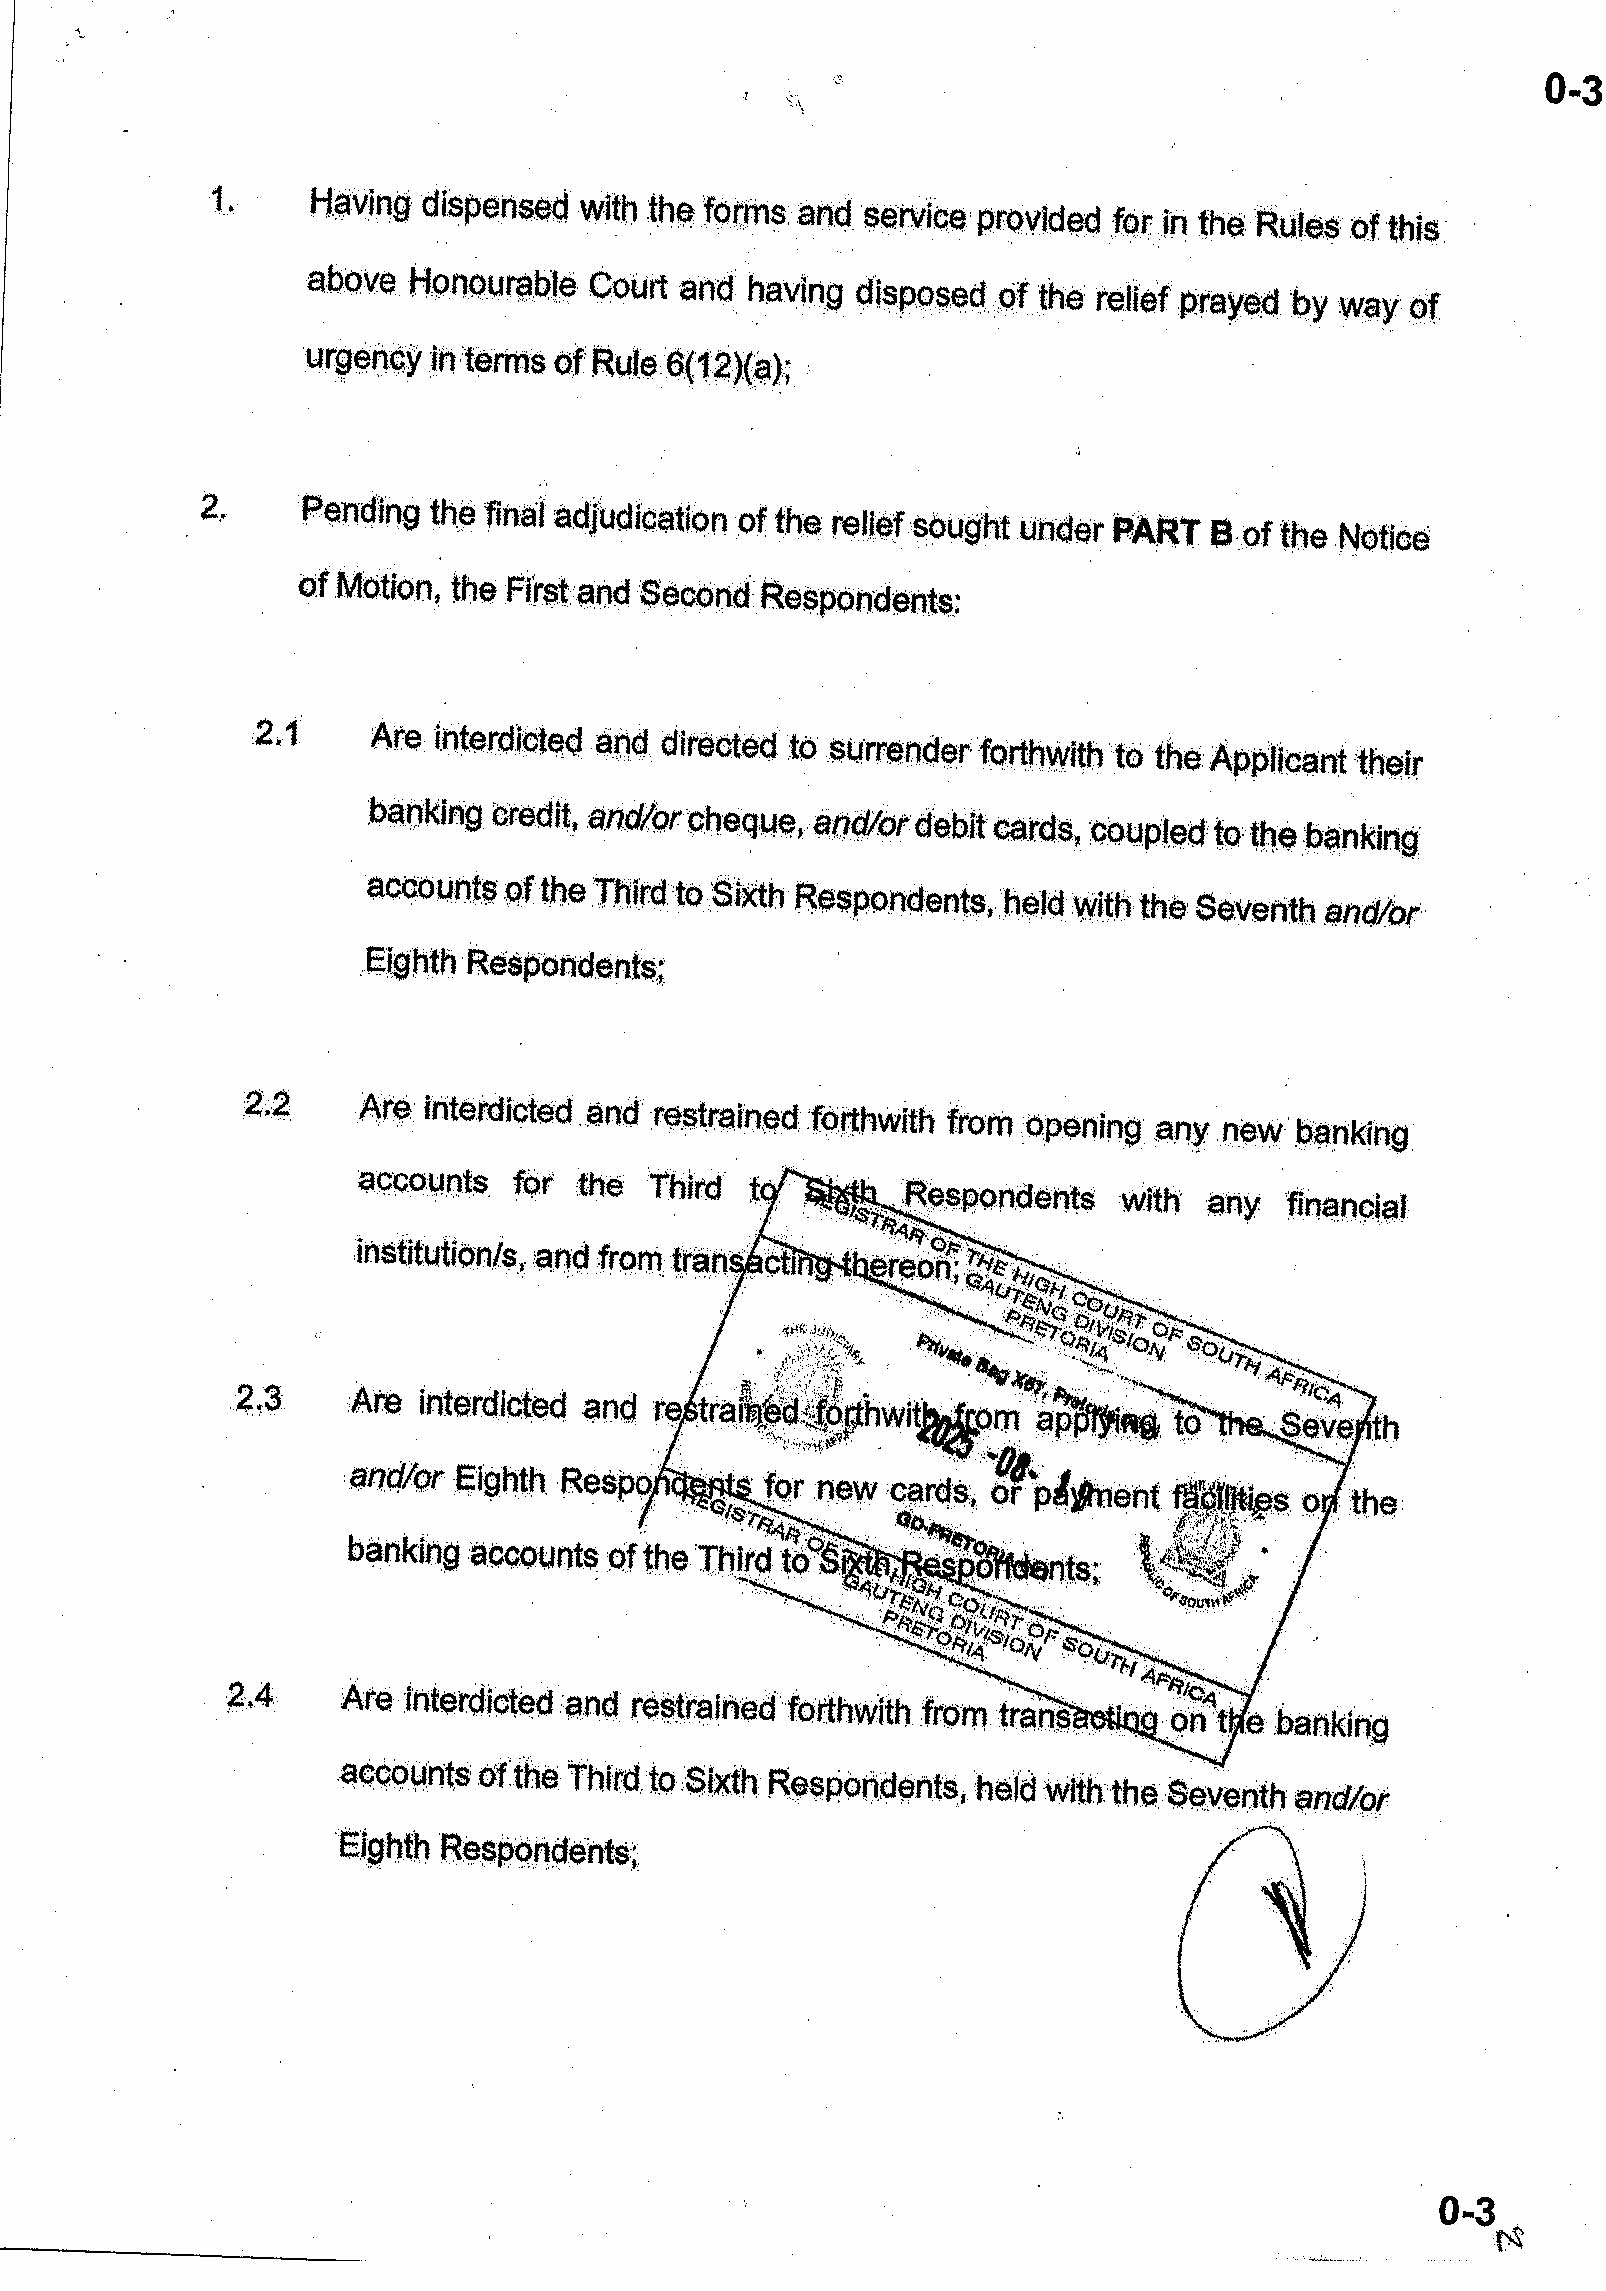 0-3
1. Having dispensed with the forms and service provided for in the Rules of this
above Honourable Court and having disposed of the relief prayed by way of
urgency in terms of Rule 6(12)(a);
2. Pending the final adjudication of the relief sought under PART B of the Notice
of Motion, the First and Second Respondents:
2.1 Are interdicted and directed to surrender forthwith to the Applicant their
banking credit, and/or cheque, and/or debit cards, coupled to the banking
accounts of the Third to Sixth Respondents, held with the Seventh and/or
Eighth Respondents;
2.2 Are interdicted and restrained forthwith from opening any new banking
accounts for the Third to Sixth Respondents with any financial
institution/s, and from transacting thereon;
REGISTRAR OF THE HIGH COURT OF SOUTH AFRICA
GAUTENG DIVISION
PRETORIA
Private Bag X67, Pretoria
2025 -08-
GD-PRETORIA
REGISTRAR OF THE HIGH COURT OF SOUTH AFRICA
GAUTENG DIVISION
PRETORIA
2.3 Are interdicted and restrained forthwith from applying to the Seventh
and/or Eighth Respondents for new cards, or payment facilities on the
banking accounts of the Third to Sixth Respondents;
2.4 Are interdicted and restrained forthwith from transacting on the banking
accounts of the Third to Sixth Respondents, held with the Seventh and/or
Eighth Respondents;
0-3
2